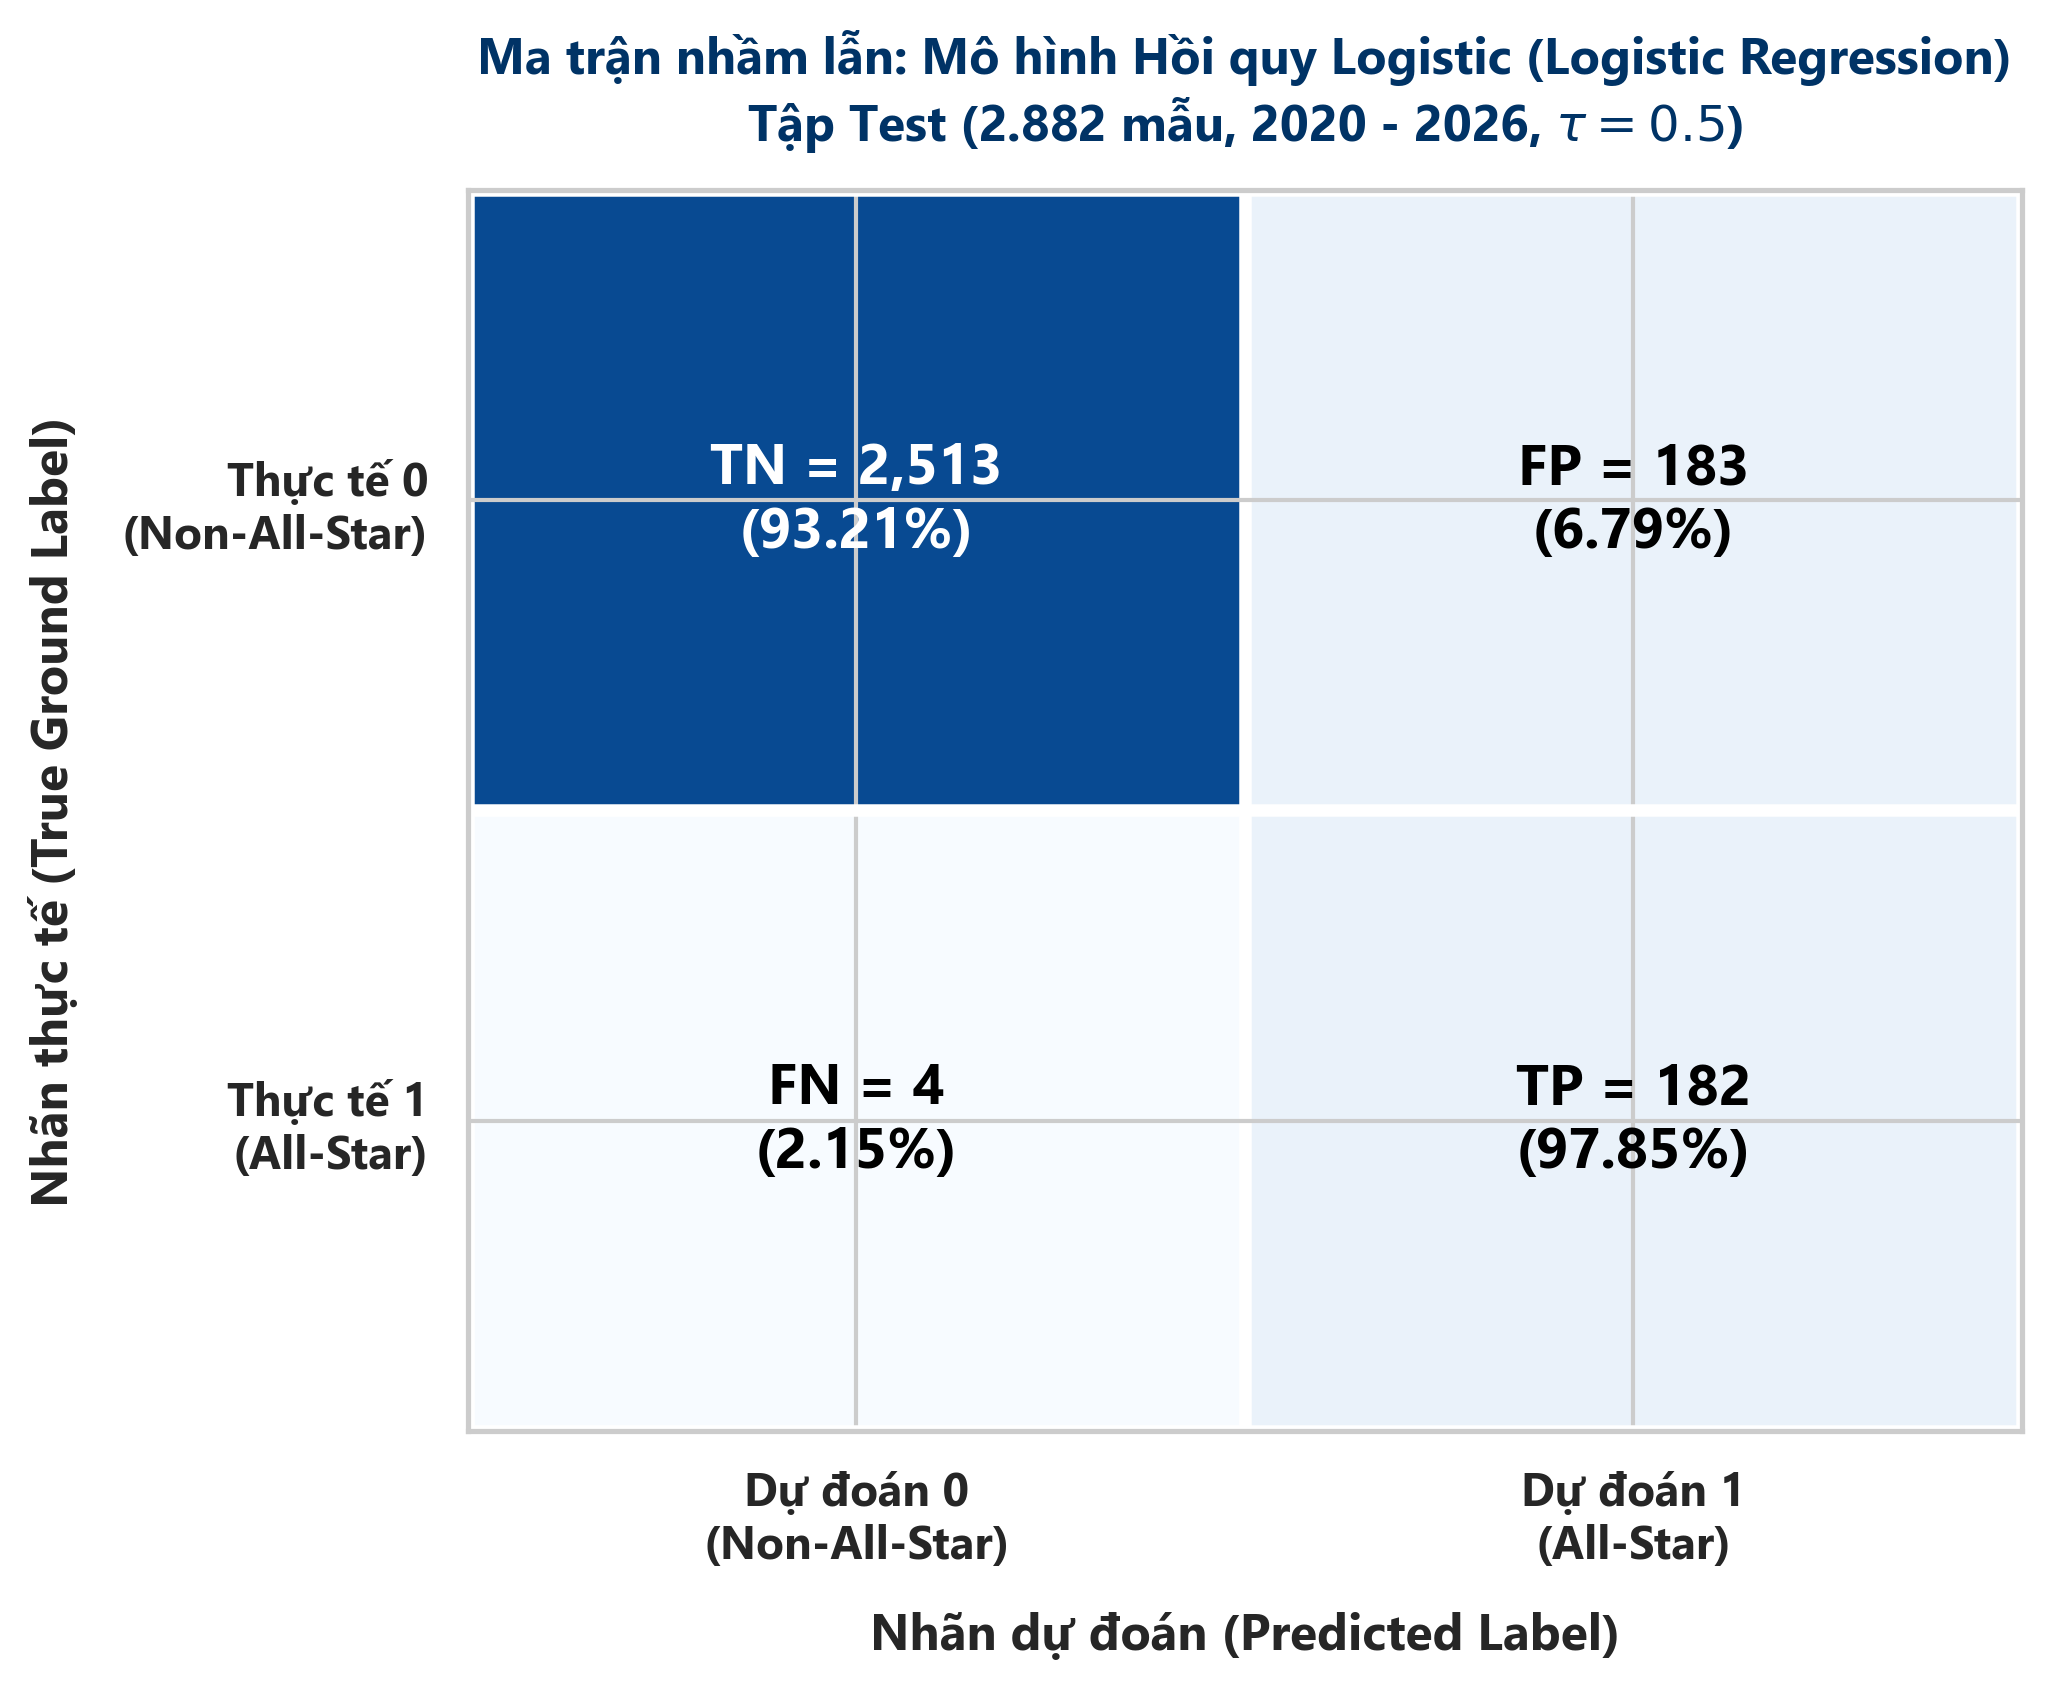 Ma trận nhầm lẫn: Mô hình Hồi quy Logistic (Logistic Regression)
Tập Test (2.882 mẫu, 2020 - 2026, τ = 0.5)
Nhãn thực tế (True Ground Label)
Thực tế 0
(Non-All-Star)
TN = 2,513
(93.21%)
FP = 183
(6.79%)
Thực tế 1
(All-Star)
FN = 4
(2.15%)
TP = 182
(97.85%)
Dự đoán 0
(Non-All-Star)
Dự đoán 1
(All-Star)
Nhãn dự đoán (Predicted Label)